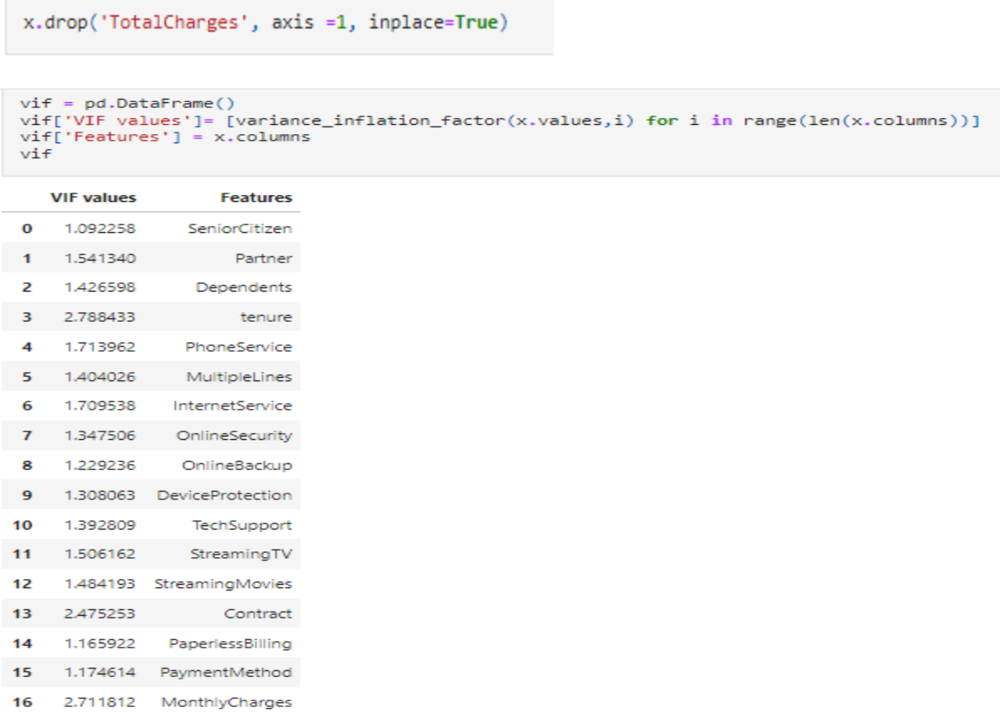 x.drop('TotalCharges', axis =1, inplace=True)
vif = pd.DataFrame()
vif['VIF values']= [variance_inflation_factor(x.values,i) for i in range(len(x.columns))]
vif['Features'] = x.columns
vif
VIF values Features
0 1.092258 SeniorCitizen
1 1.541340 Partner
2 1.426598 Dependents
3 2.788433 tenure
4 1.713962 PhoneService
5 1.404026 MultipleLines
6 1.709538 InternetService
7 1.347506 OnlineSecurity
8 1.229236 OnlineBackup
9 1.308063 DeviceProtection
10 1.392809 TechSupport
11 1.506162 StreamingTV
12 1.484193 StreamingMovies
13 2.475253 Contract
14 1.165922 PaperlessBilling
15 1.174614 PaymentMethod
16 2.711812 MonthlyCharges